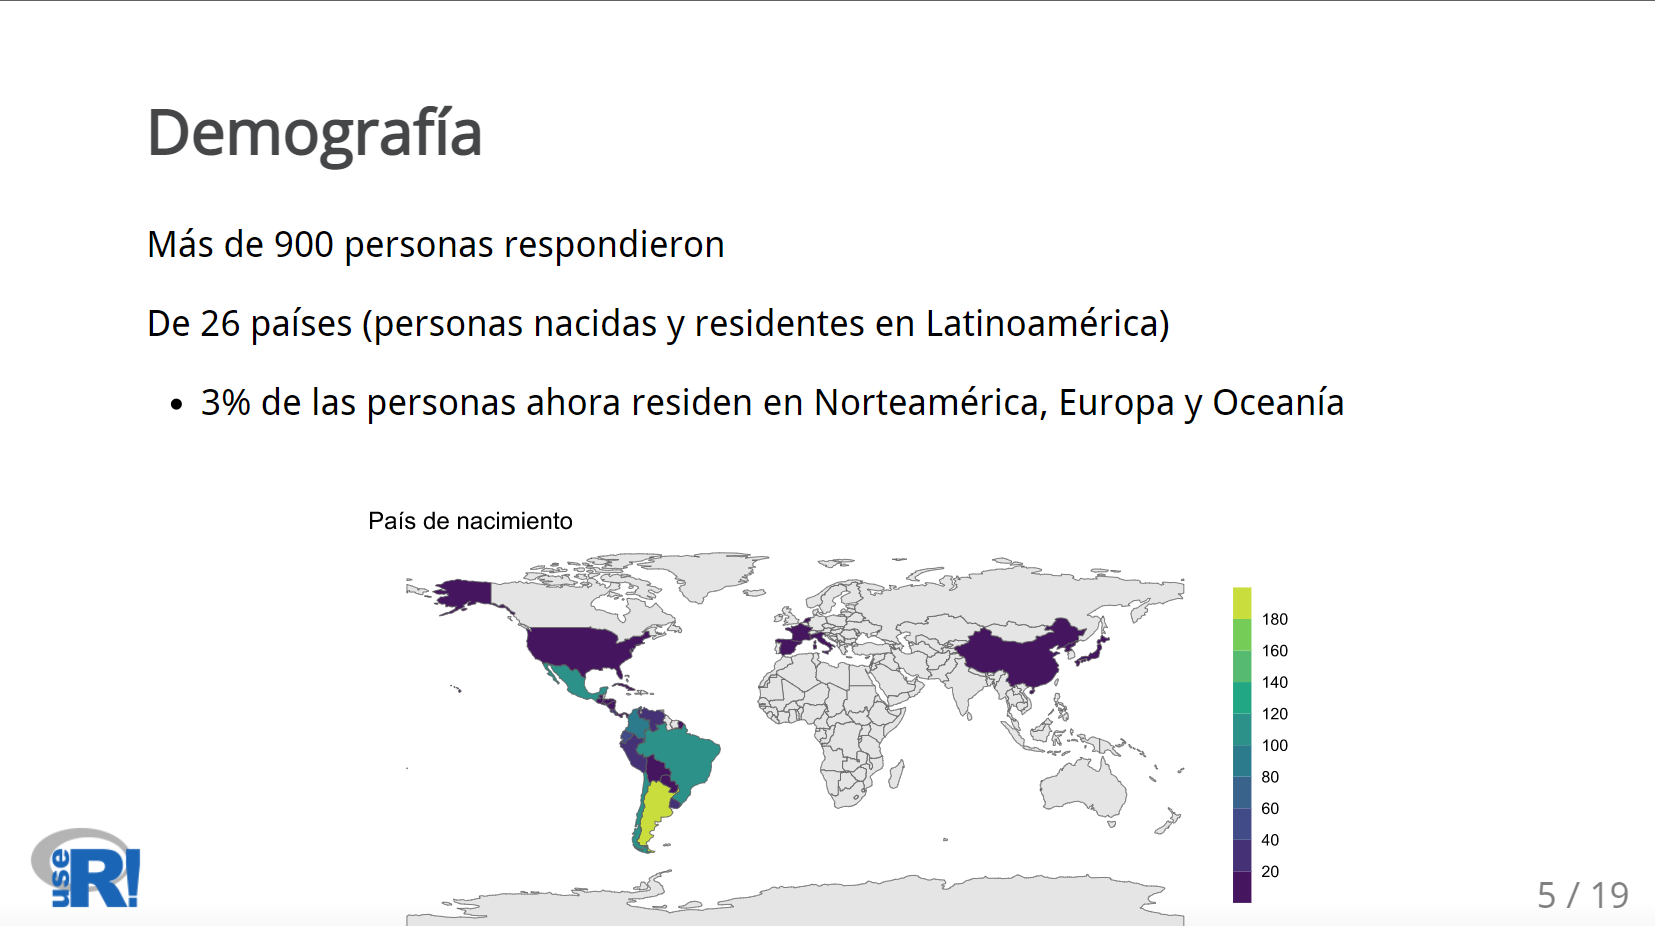 Demografía
Más de 900 personas respondieron
De 26 países (personas nacidas y residentes en Latinoamérica)
• 3% de las personas ahora residen en Norteamérica, Europa y Oceanía
País de nacimiento
180
160
140
120
100
80
60
40
20
use R!
5 / 19